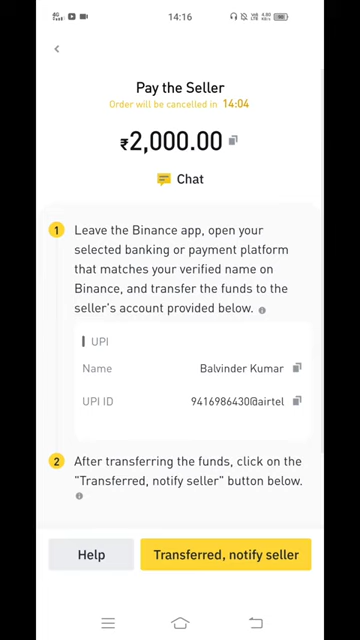 14:16
Pay the Seller
Order will be cancelled in 14:04
₹2,000.00
Chat
1 Leave the Binance app, open your
selected banking or payment platform
that matches your verified name on
Binance, and transfer the funds to the
seller's account provided below.
UPI
Name Balvinder Kumar
UPI ID 9416986430@airtel
2 After transferring the funds, click on the
"Transferred, notify seller" button below.
Help Transferred, notify seller